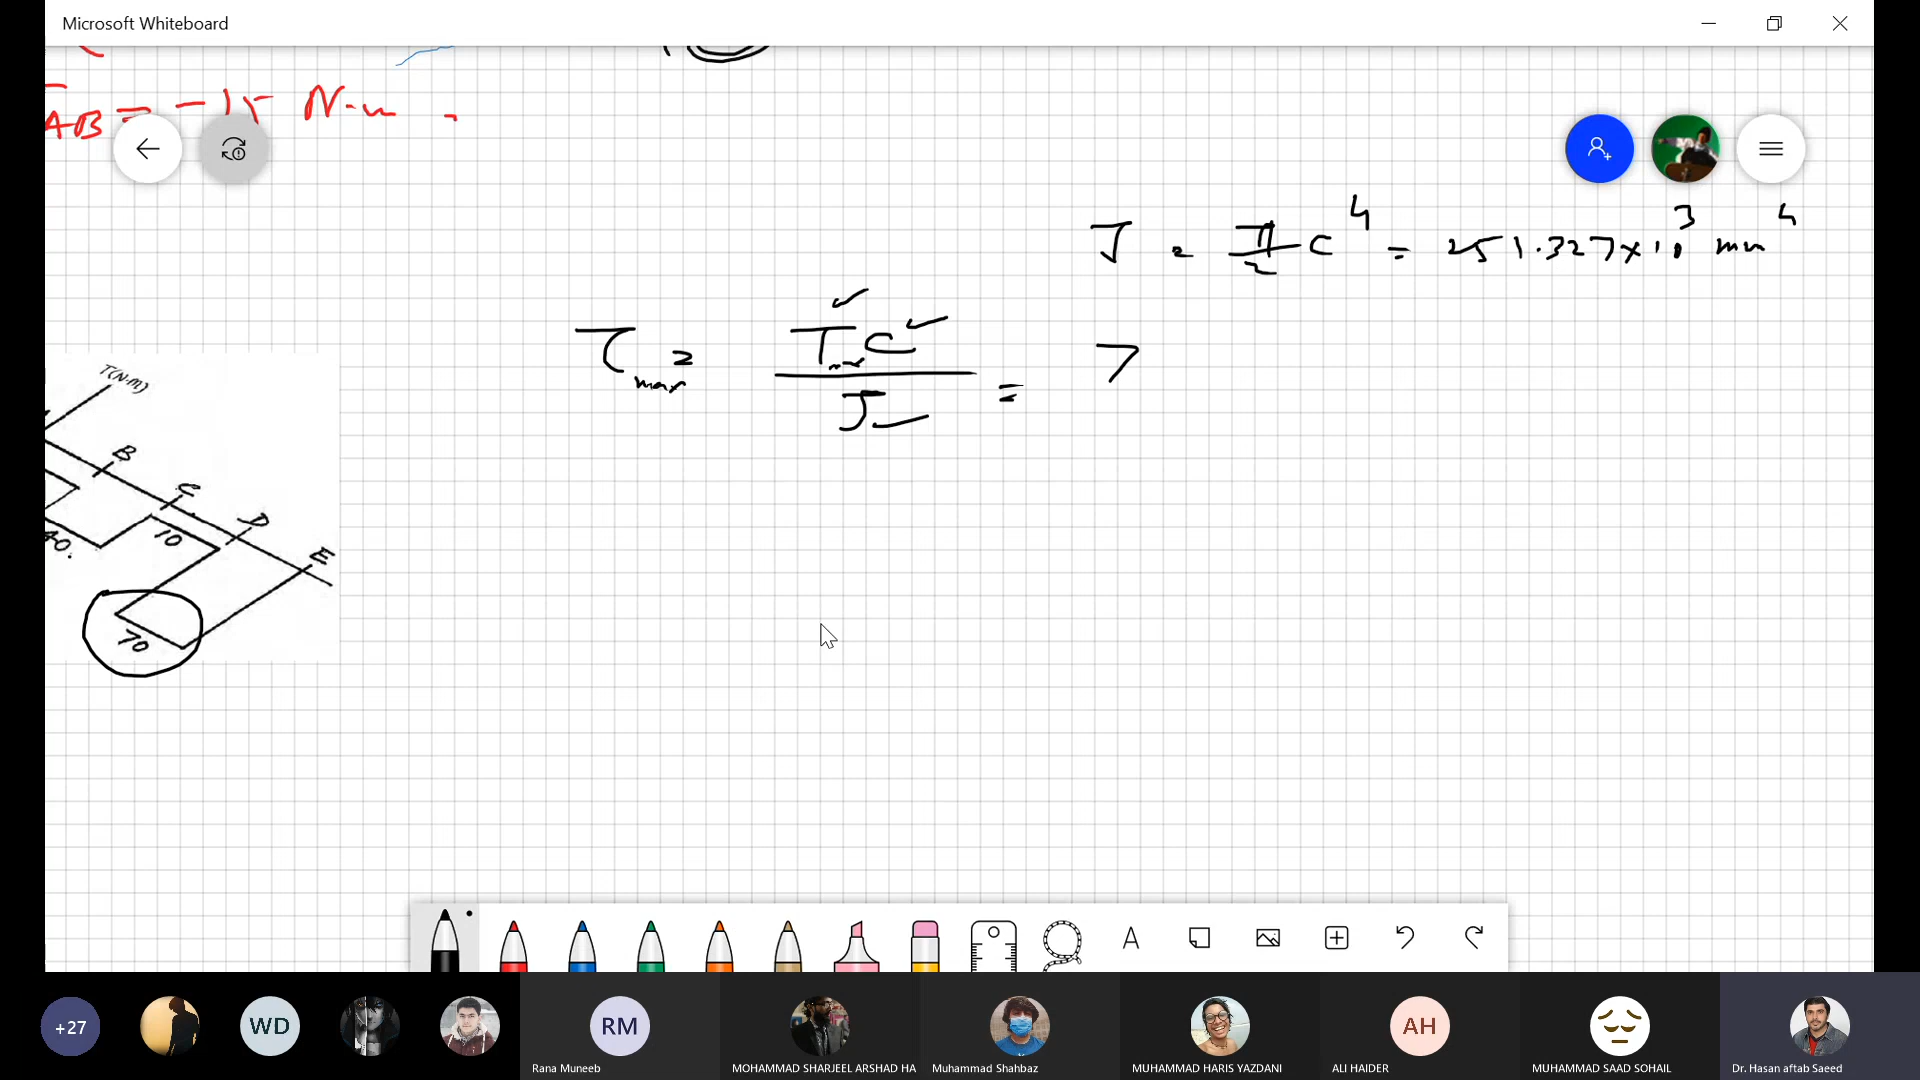 Microsoft Whiteboard
AB = -15 N-m
J = π/2 C⁴ = 251.327 × 10³ mm⁴
τmax = Tmax C / J = 7
T(N.m)
B
C
D
E
40.
10
70
A
+27
WD
RM
AH
Rana Muneeb
MOHAMMAD SHARJEEL ARSHAD HA
Muhammad Shahbaz
MUHAMMAD HARIS YAZDANI
ALI HAIDER
MUHAMMAD SAAD SOHAIL
Dr. Hasan aftab Saeed